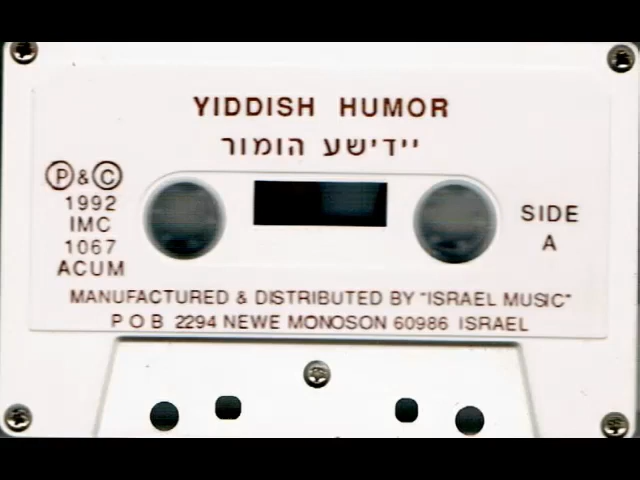 YIDDISH HUMOR
יידישע הומור
Ⓟ & Ⓒ
1992
IMC
1067
ACUM
SIDE
A
MANUFACTURED & DISTRIBUTED BY "ISRAEL MUSIC"
P O B 2294 NEWE MONOSON 60986 ISRAEL